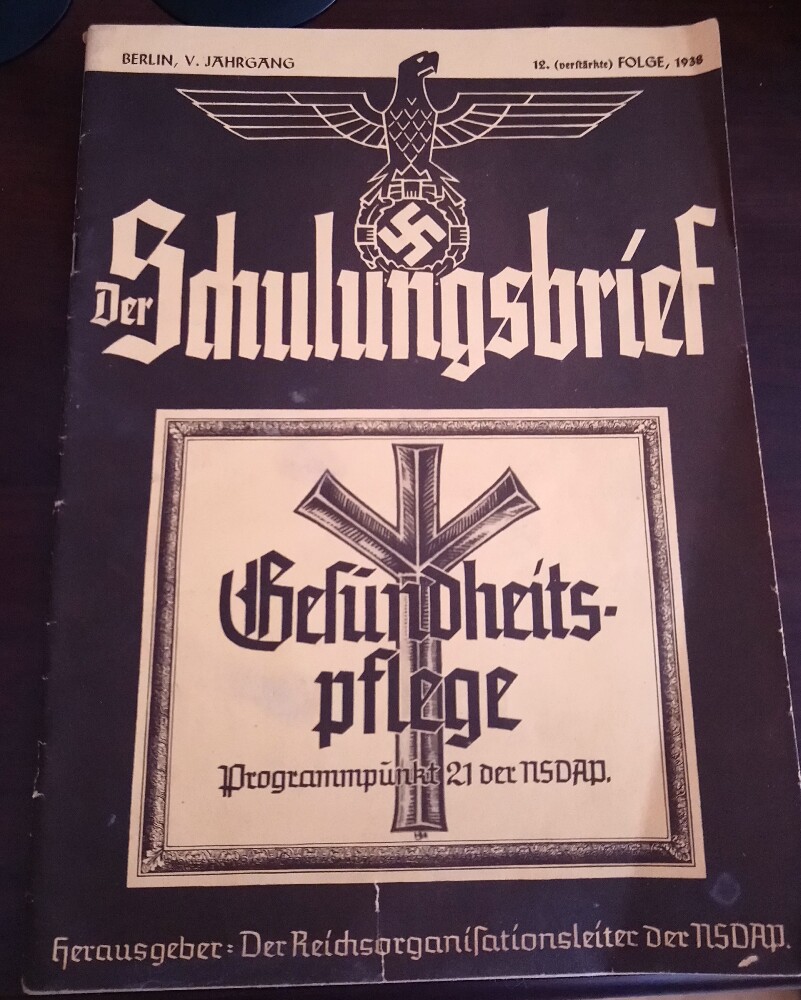 BERLIN, V. JAHRGANG
12. (verstärkte) FOLGE, 1938
Der Schulungsbrief
Gesundheits-
pflege
Programmpunkt 21 der NSDAP.
Herausgeber: Der Reichsorganisationsleiter der NSDAP.